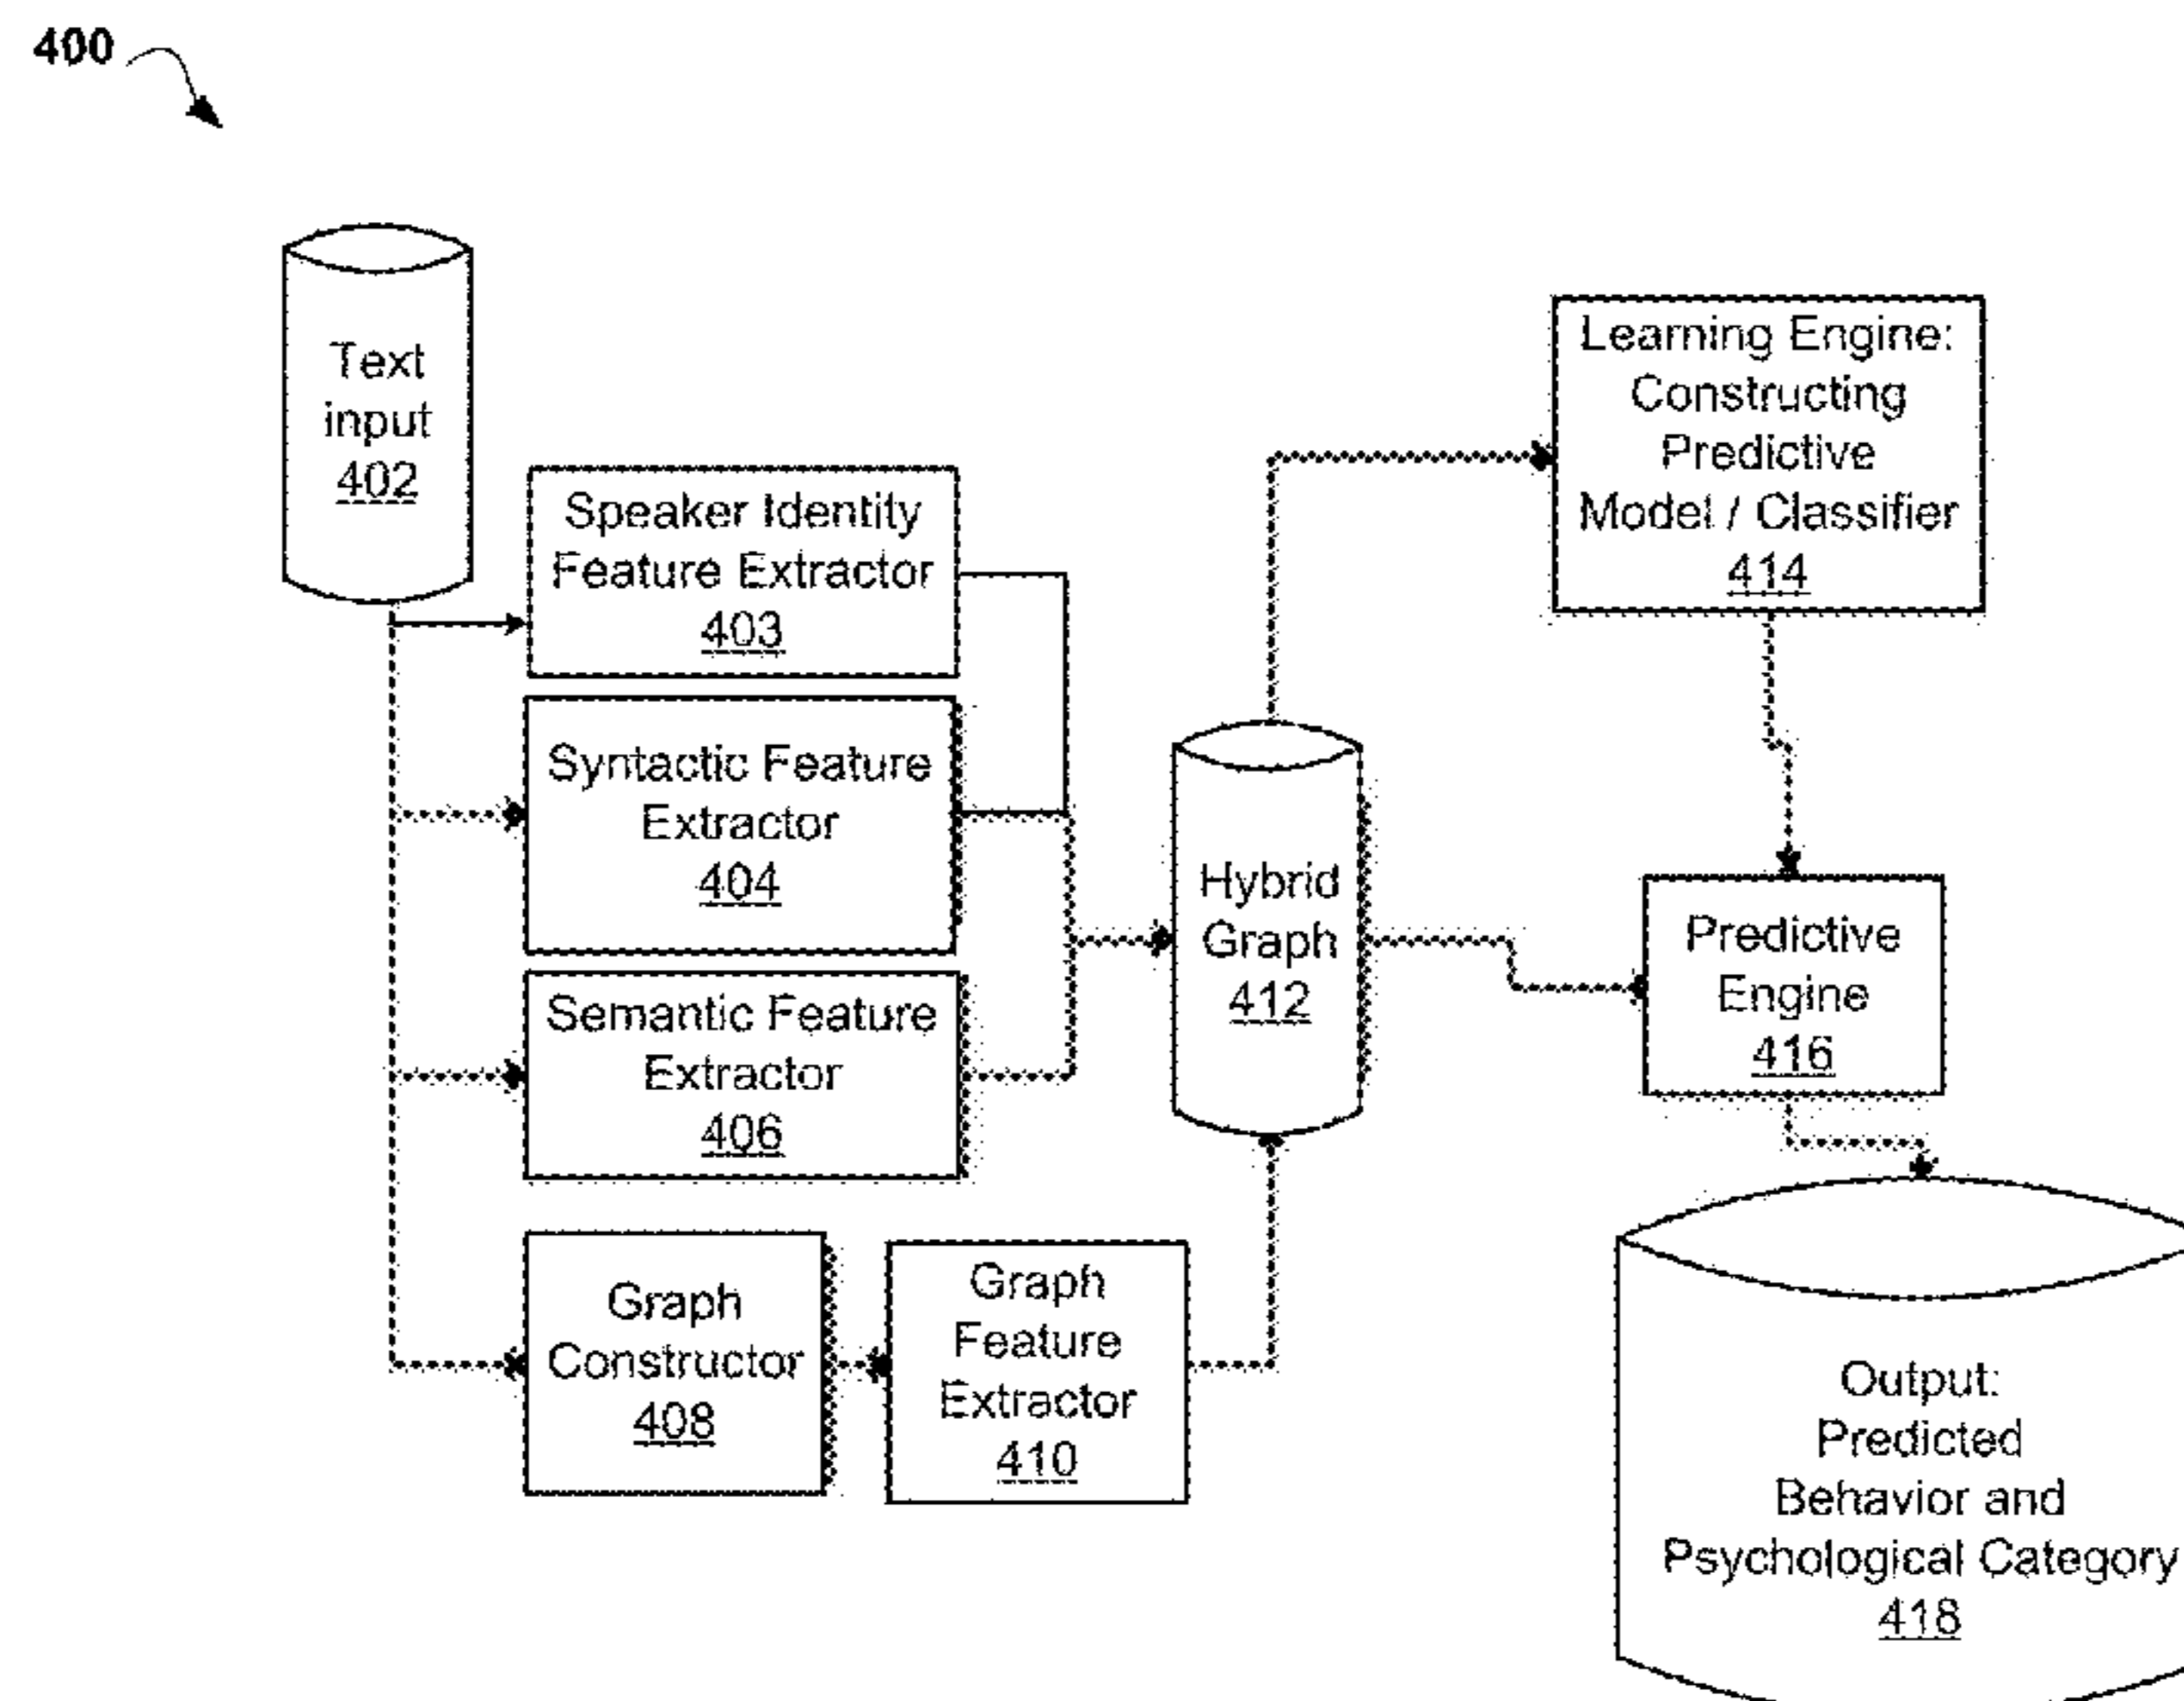 400
Text
input
402
Speaker Identity
Feature Extractor
403
Syntactic Feature
Extractor
404
Semantic Feature
Extractor
406
Graph
Constructor
408
Graph
Feature
Extractor
410
Hybrid
Graph
412
Learning Engine:
Constructing
Predictive
Model / Classifier
414
Predictive
Engine
416
Output:
Predicted
Behavior and
Psychological Category
418